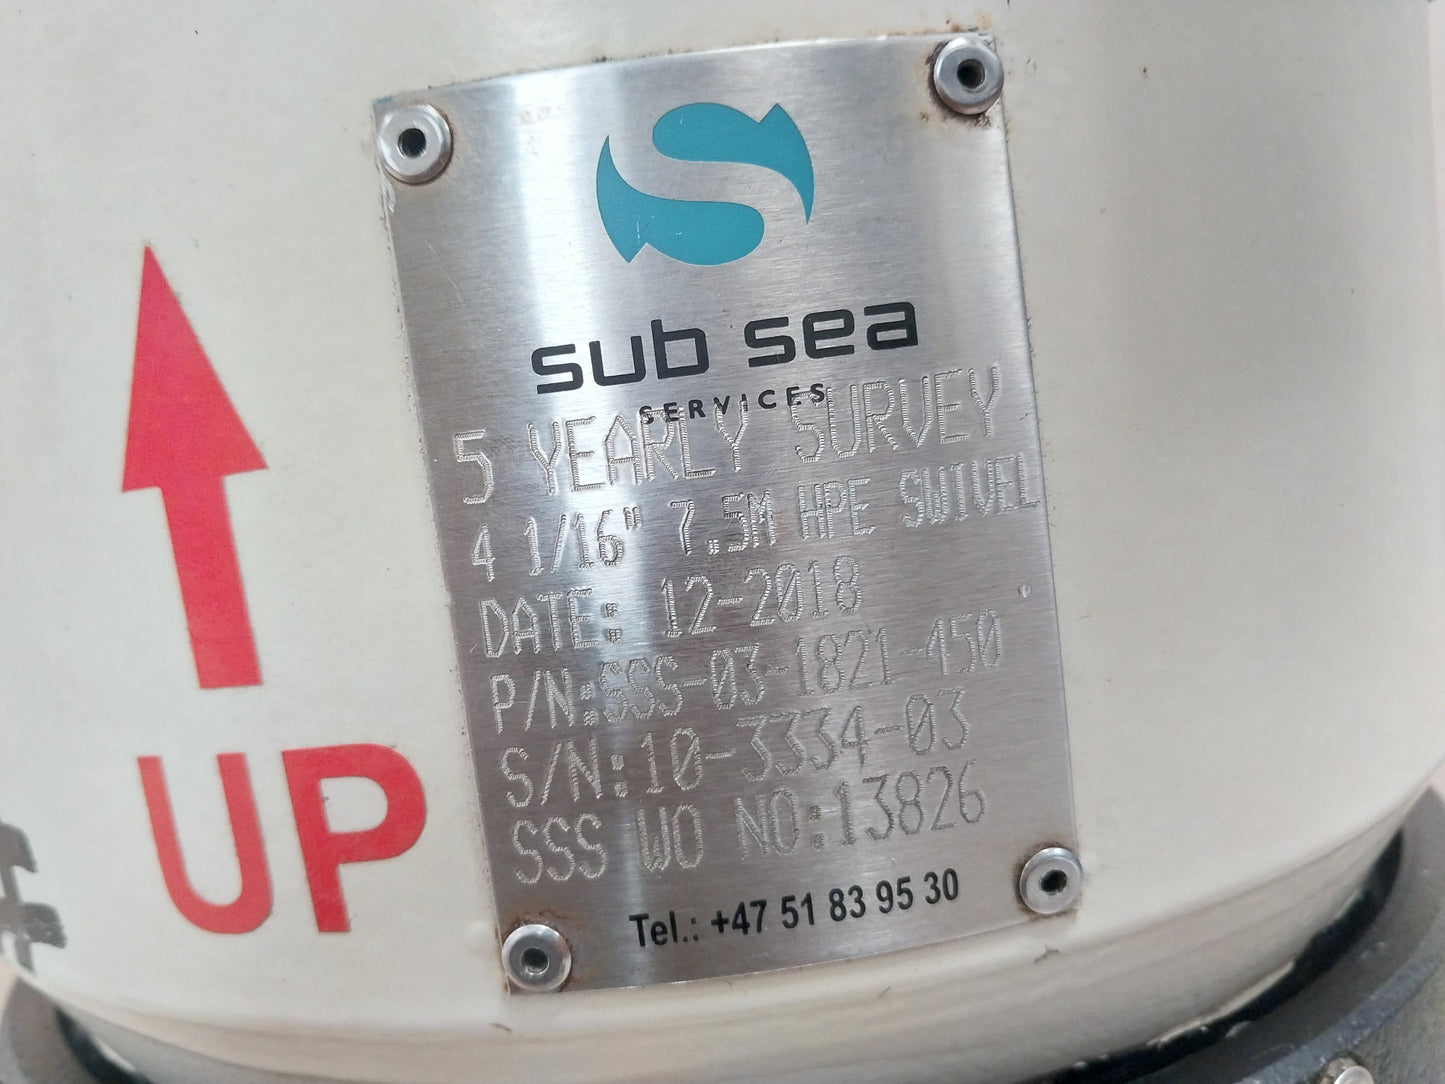 sub sea
SERVICES
5 YEARLY SURVEY
4 1/16" 7.5M HPE SWIVEL
DATE: 12-2018
P/N:SSS-03-1821-450
S/N:10-3334-03
SSS WO NO:13826
Tel.: +47 51 83 95 30
UP